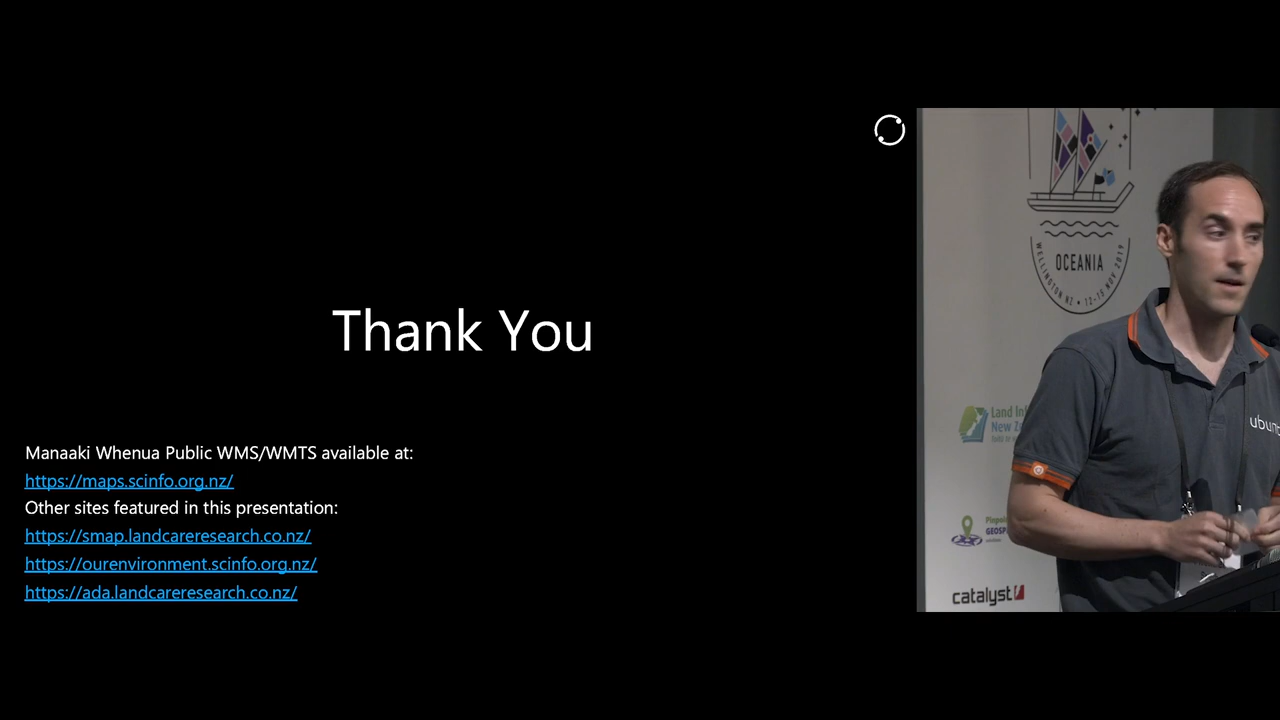 Thank You
Manaaki Whenua Public WMS/WMTS available at:
https://maps.scinfo.org.nz/
Other sites featured in this presentation:
https://smap.landcareresearch.co.nz/
https://ourenvironment.scinfo.org.nz/
https://ada.landcareresearch.co.nz/
OCEANIA
WELLINGTON NZ • 12-15 NOV 2019
Land
New
catalyst